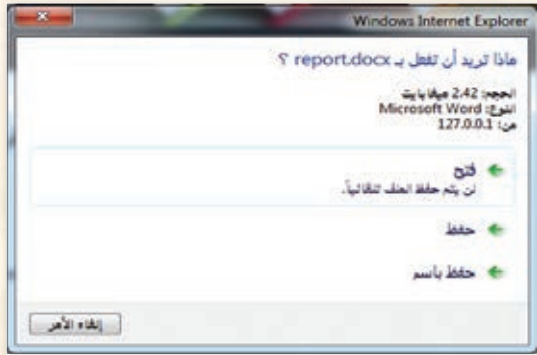 Windows Internet Explorer
ماذا تريد أن تفعل بـ report.docx ؟
الحجم: 2.42 ميغا بايت
النوع: Microsoft Word
من: 127.0.0.1
فتح
لن يتم حفظ الملف تلقائياً.
حفظ
حفظ بأسم
إلغاء الأمر